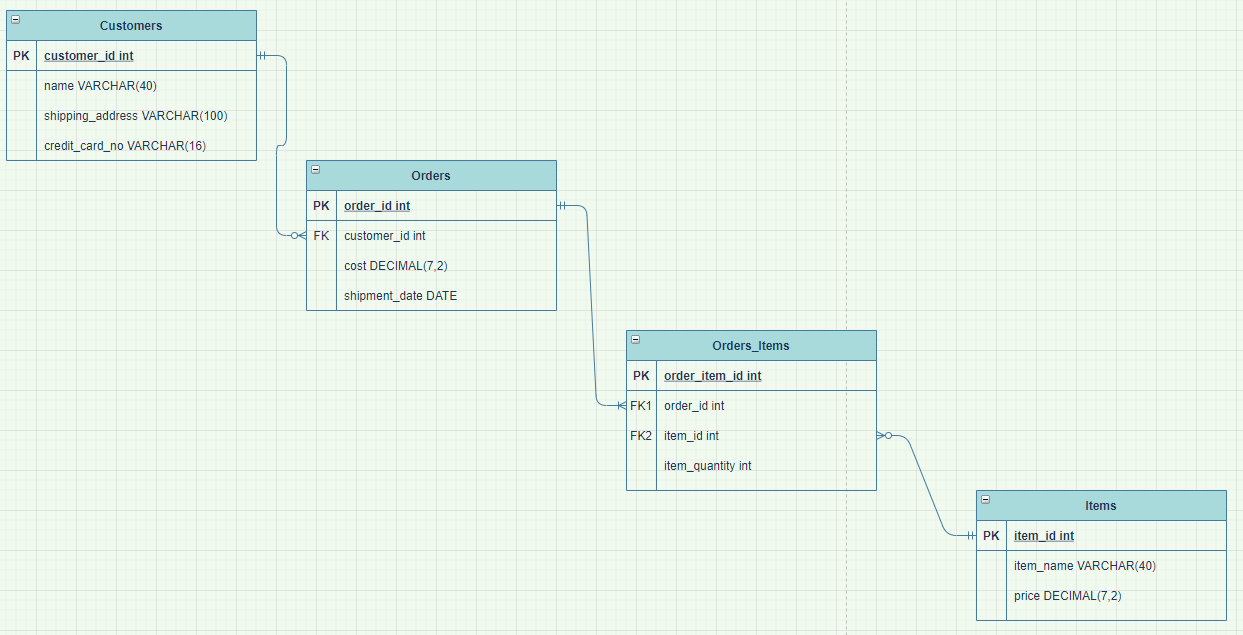 Customers
PK customer_id int
name VARCHAR(40)
shipping_address VARCHAR(100)
credit_card_no VARCHAR(16)
Orders
PK order_id int
FK customer_id int
cost DECIMAL(7,2)
shipment_date DATE
Orders_Items
PK order_item_id int
FK1 order_id int
FK2 item_id int
item_quantity int
Items
PK item_id int
item_name VARCHAR(40)
price DECIMAL(7,2)